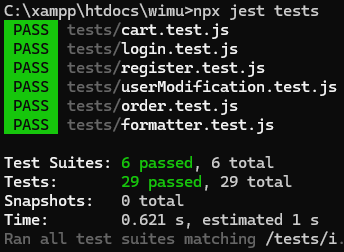 C:\xampp\htdocs\wimu>npx jest tests
PASS tests/cart.test.js
PASS tests/login.test.js
PASS tests/register.test.js
PASS tests/userModification.test.js
PASS tests/order.test.js
PASS tests/formatter.test.js
Test Suites: 6 passed, 6 total
Tests: 29 passed, 29 total
Snapshots: 0 total
Time: 0.621 s, estimated 1 s
Ran all test suites matching /tests/i.